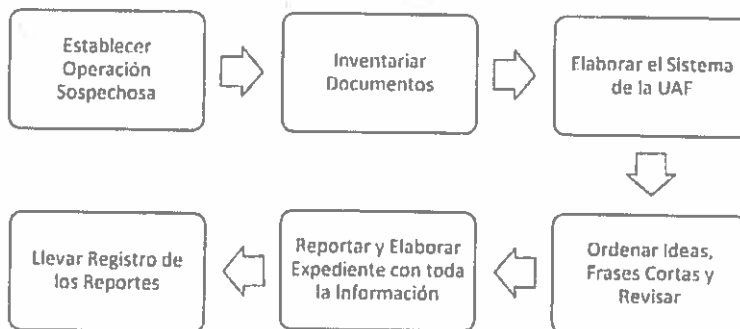 Establecer
Operación
Sospechosa
Inventariar
Documentos
Elaborar el Sistema
de la UAF
Ordenar Ideas,
Frases Cortas y
Revisar
Reportar y Elaborar
Expediente con toda
la Información
Llevar Registro de
los Reportes